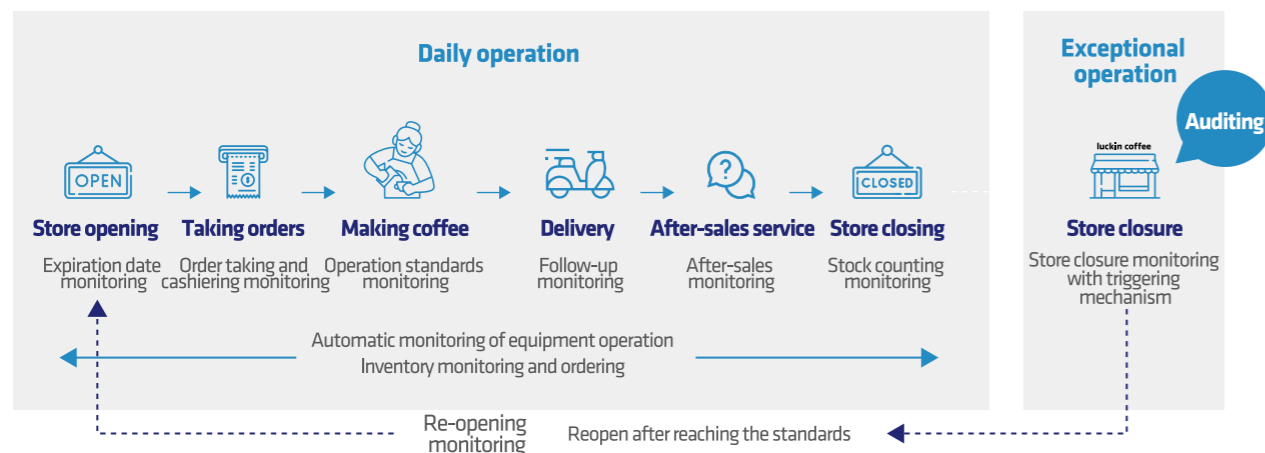 Daily operation
Exceptional
operation
Auditing
OPEN
CLOSED
luckin coffee
Store opening
Taking orders
Making coffee
Delivery
After-sales service
Store closing
Store closure
Expiration date
monitoring
Order taking and
cashiering monitoring
Operation standards
monitoring
Follow-up
monitoring
After-sales
monitoring
Stock counting
monitoring
Store closure monitoring
with triggering
mechanism
Automatic monitoring of equipment operation
Inventory monitoring and ordering
Re-opening
monitoring
Reopen after reaching the standards